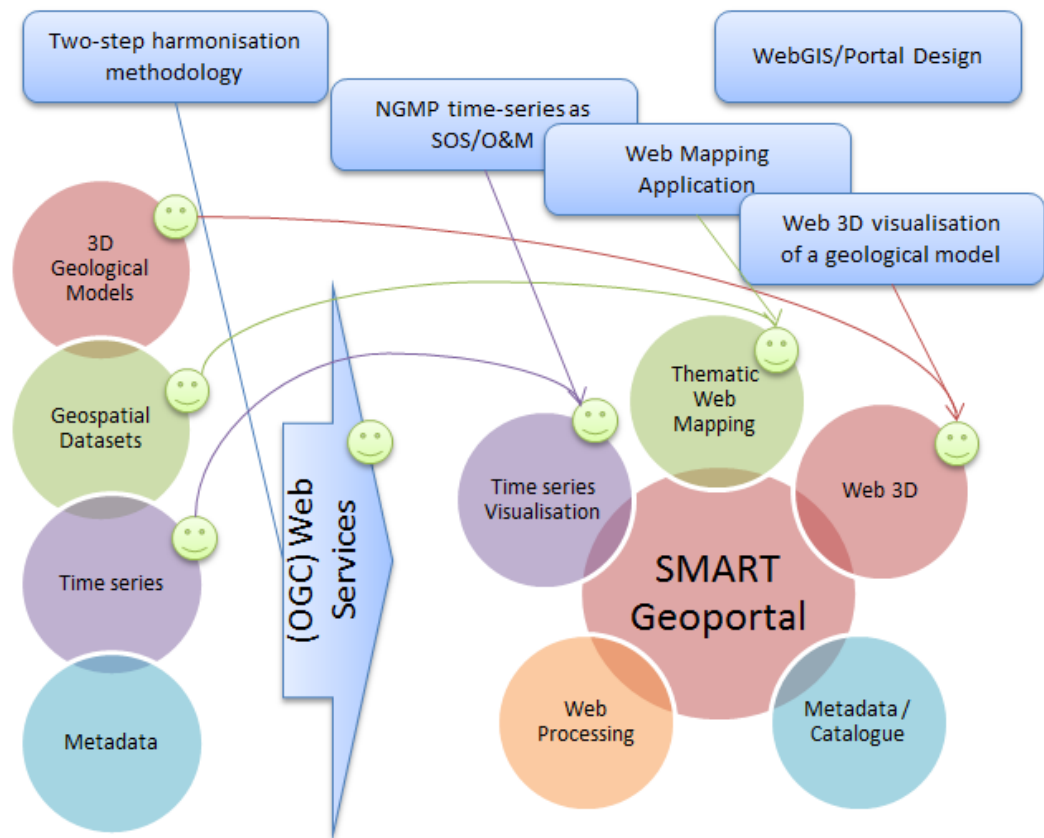 Two-step harmonisation
methodology
WebGIS/Portal Design
NGMP time-series as
SOS/O&M
Web Mapping
Application
Web 3D visualisation
of a geological model
3D
Geological
Models
Geospatial
Datasets
Time series
Metadata
(OGC) Web
Services
Time series
Visualisation
Thematic
Web
Mapping
Web 3D
SMART
Geoportal
Web
Processing
Metadata /
Catalogue